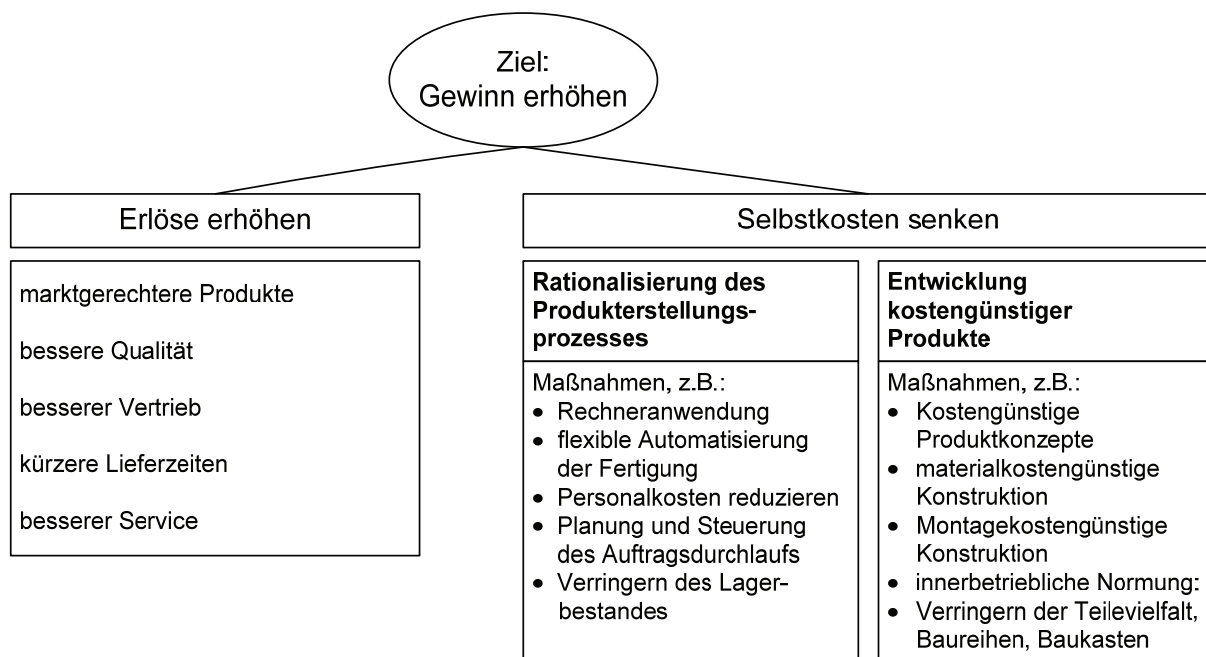 Ziel:
Gewinn erhöhen
Erlöse erhöhen
marktgerechtere Produkte
bessere Qualität
besserer Vertrieb
kürzere Lieferzeiten
besserer Service
Selbstkosten senken
Rationalisierung des
Produkterstellungs-
prozesses
Maßnahmen, z.B.:
• Rechneranwendung
• flexible Automatisierung
der Fertigung
• Personalkosten reduzieren
• Planung und Steuerung
des Auftragsdurchlaufs
• Verringern des Lager-
bestandes
Entwicklung
kostengünstiger
Produkte
Maßnahmen, z.B.:
• Kostengünstige
Produktkonzepte
• materialkostengünstige
Konstruktion
• Montagekostengünstige
Konstruktion
• innerbetriebliche Normung:
• Verringern der Teilevielfalt,
Baureihen, Baukasten